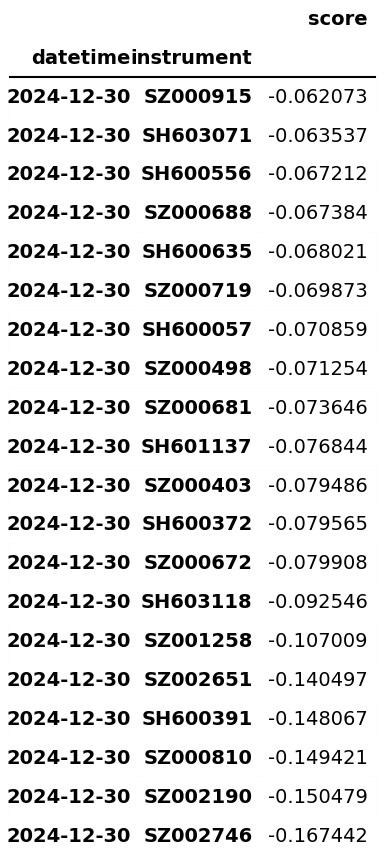 score
datetime instrument
2024-12-30 SZ000915 -0.062073
2024-12-30 SH603071 -0.063537
2024-12-30 SH600556 -0.067212
2024-12-30 SZ000688 -0.067384
2024-12-30 SH600635 -0.068021
2024-12-30 SZ000719 -0.069873
2024-12-30 SH600057 -0.070859
2024-12-30 SZ000498 -0.071254
2024-12-30 SZ000681 -0.073646
2024-12-30 SH601137 -0.076844
2024-12-30 SZ000403 -0.079486
2024-12-30 SH600372 -0.079565
2024-12-30 SZ000672 -0.079908
2024-12-30 SH603118 -0.092546
2024-12-30 SZ001258 -0.107009
2024-12-30 SZ002651 -0.140497
2024-12-30 SH600391 -0.148067
2024-12-30 SZ000810 -0.149421
2024-12-30 SZ002190 -0.150479
2024-12-30 SZ002746 -0.167442